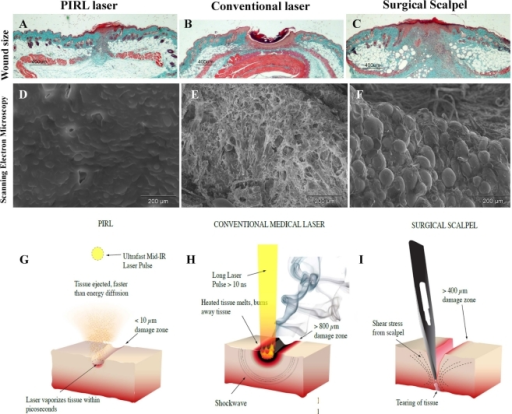 PIRL laser
Conventional laser
Surgical Scalpel
Wound size
A
B
C
400μm
400μm
400μm
Scanning Electron Microscopy
D
E
F
200 μm
200 μm
200 μm
PIRL
CONVENTIONAL MEDICAL LASER
SURGICAL SCALPEL
G
Ultrafast Mid-IR
Laser Pulse
Tissue ejected, faster
than energy diffusion
< 10 μm
damage zone
Laser vaporizes tissue within
picoseconds
H
Long Laser
Pulse > 10 ns
Heated tissue melts, burns
away tissue
> 800 μm
damage zone
Shockwave
I
> 400 μm
damage zone
Shear stress
from scalpel
Tearing of tissue